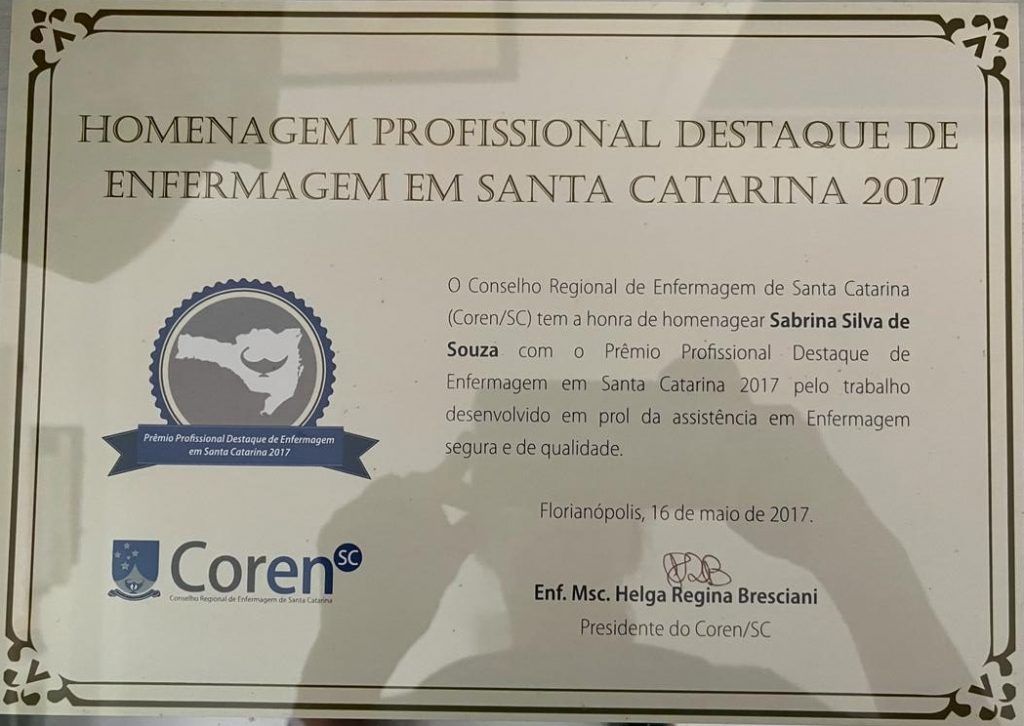 HOMENAGEM PROFISSIONAL DESTAQUE DE
ENFERMAGEM EM SANTA CATARINA 2017
O Conselho Regional de Enfermagem de Santa Catarina
(Coren/SC) tem a honra de homenagear Sabrina Silva de
Souza com o Prêmio Profissional Destaque de
Enfermagem em Santa Catarina 2017 pelo trabalho
desenvolvido em prol da assistência em Enfermagem
segura e de qualidade.
Prêmio Profissional Destaque de Enfermagem
em Santa Catarina 2017
Florianópolis, 16 de maio de 2017.
Coren SC
Conselho Regional de Enfermagem de Santa Catarina
Enf. Msc. Helga Regina Bresciani
Presidente do Coren/SC